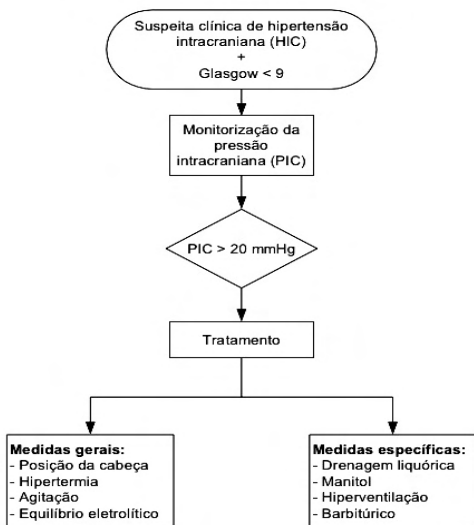 Suspeita clínica de hipertensão
intracraniana (HIC)
+
Glasgow < 9
Monitorização da
pressão
intracraniana (PIC)
PIC > 20 mmHg
Tratamento
Medidas gerais:
- Posição da cabeça
- Hipertermia
- Agitação
- Equilíbrio eletrolítico
Medidas específicas:
- Drenagem liquórica
- Manitol
- Hiperventilação
- Barbitúrico